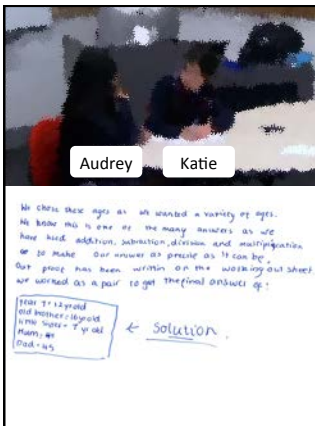 Audrey Katie
We chose these ages as we wanted a variety of ages.
We know this is one of the many answers as we
have used addition, subtraction, division and multiplication
to make our answer as precise as it can be.
Our proof has been written on the working out sheet.
we worked as a pair to get the final answer of:
year 7 = 12 yr old
old brother = 16 yr old
little sister = 7 yr old
Mum =
Dad = 45
← Solution.